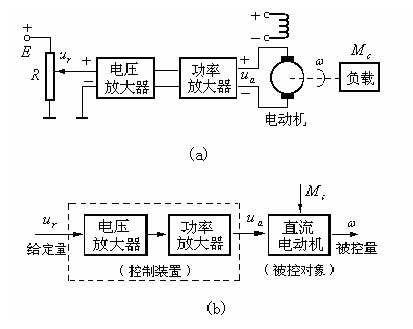 +
E
R
u_r
+
−
电压
放大器
功率
放大器
+
u_a
−
+
−
电动机
ω
M_c
负载
(a)
u_r
给定量
电压
放大器
功率
放大器
(控制装置)
u_a
M_c
直流
电动机
(被控对象)
ω
被控量
(b)